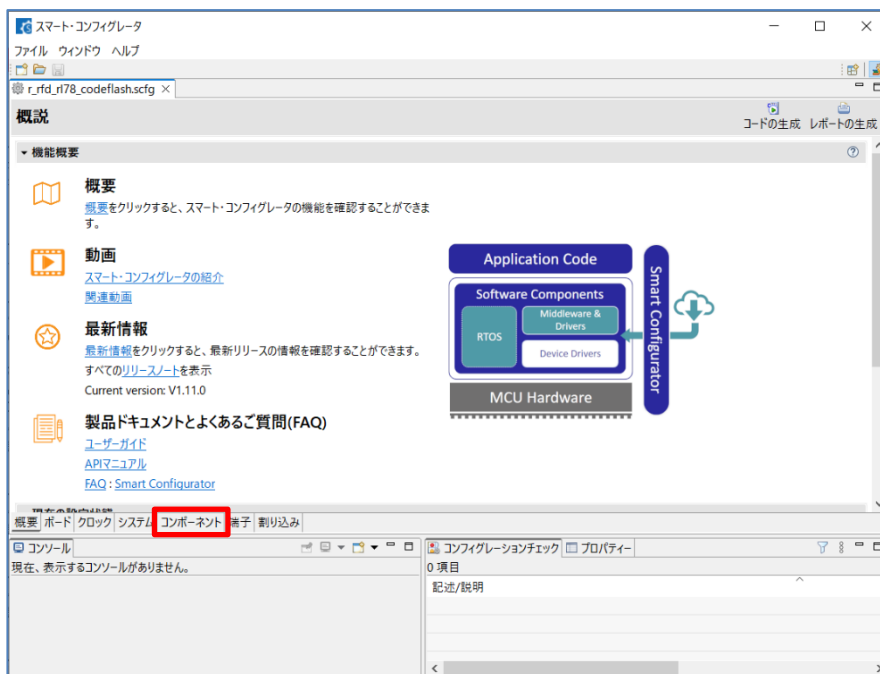 スマート・コンフィグレータ
ファイル ウィンドウ ヘルプ
r_rfd_rl78_codeflash.scfg
概説
コードの生成 レポートの生成
機能概要
概要
概要をクリックすると、スマート・コンフィグレータの機能を確認することができま
す。
動画
スマート・コンフィグレータの紹介
関連動画
最新情報
最新情報をクリックすると、最新リリースの情報を確認することができます。
すべてのリリースノートを表示
Current version: V1.11.0
製品ドキュメントとよくあるご質問(FAQ)
ユーザーガイド
APIマニュアル
FAQ : Smart Configurator
Application Code
Software Components
RTOS
Middleware &
Drivers
Device Drivers
MCU Hardware
Smart Configurator
現在の設定状態
概要 ボード クロック システム コンポーネント 端子 割り込み
コンソール
現在、表示するコンソールがありません。
コンフィグレーションチェック プロパティー
0 項目
記述/説明